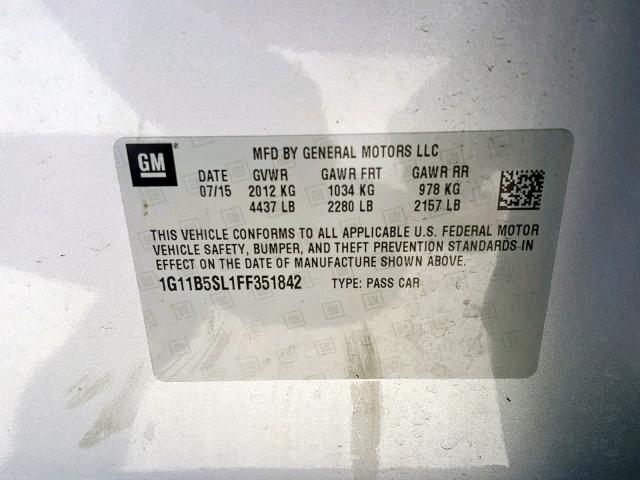 GM
MFD BY GENERAL MOTORS LLC
DATE GVWR GAWR FRT GAWR RR
07/15 2012 KG 1034 KG 978 KG
4437 LB 2280 LB 2157 LB
THIS VEHICLE CONFORMS TO ALL APPLICABLE U.S. FEDERAL MOTOR
VEHICLE SAFETY, BUMPER, AND THEFT PREVENTION STANDARDS IN
EFFECT ON THE DATE OF MANUFACTURE SHOWN ABOVE.
1G11B5SL1FF351842 TYPE: PASS CAR